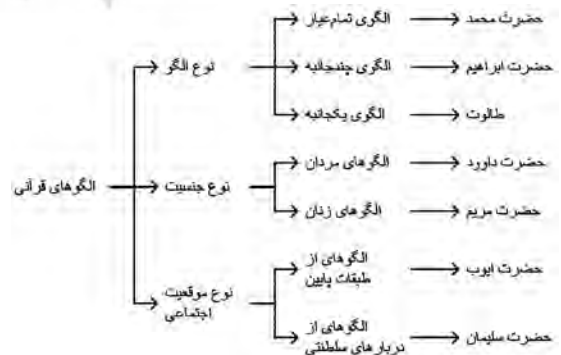 الگوهای قرآنی
نوع الگو
الگوی تمام‌عیار
حضرت محمد
الگوی چندجانبه
حضرت ابراهیم
الگوی یکجانبه
طالوت
نوع جنسیت
الگوهای مردان
حضرت داوود
الگوهای زنان
حضرت مریم
نوع موقعیت
اجتماعی
الگوهای از
طبقات پایین
حضرت ایوب
الگوهای از
دربارهای سلطنتی
حضرت سلیمان